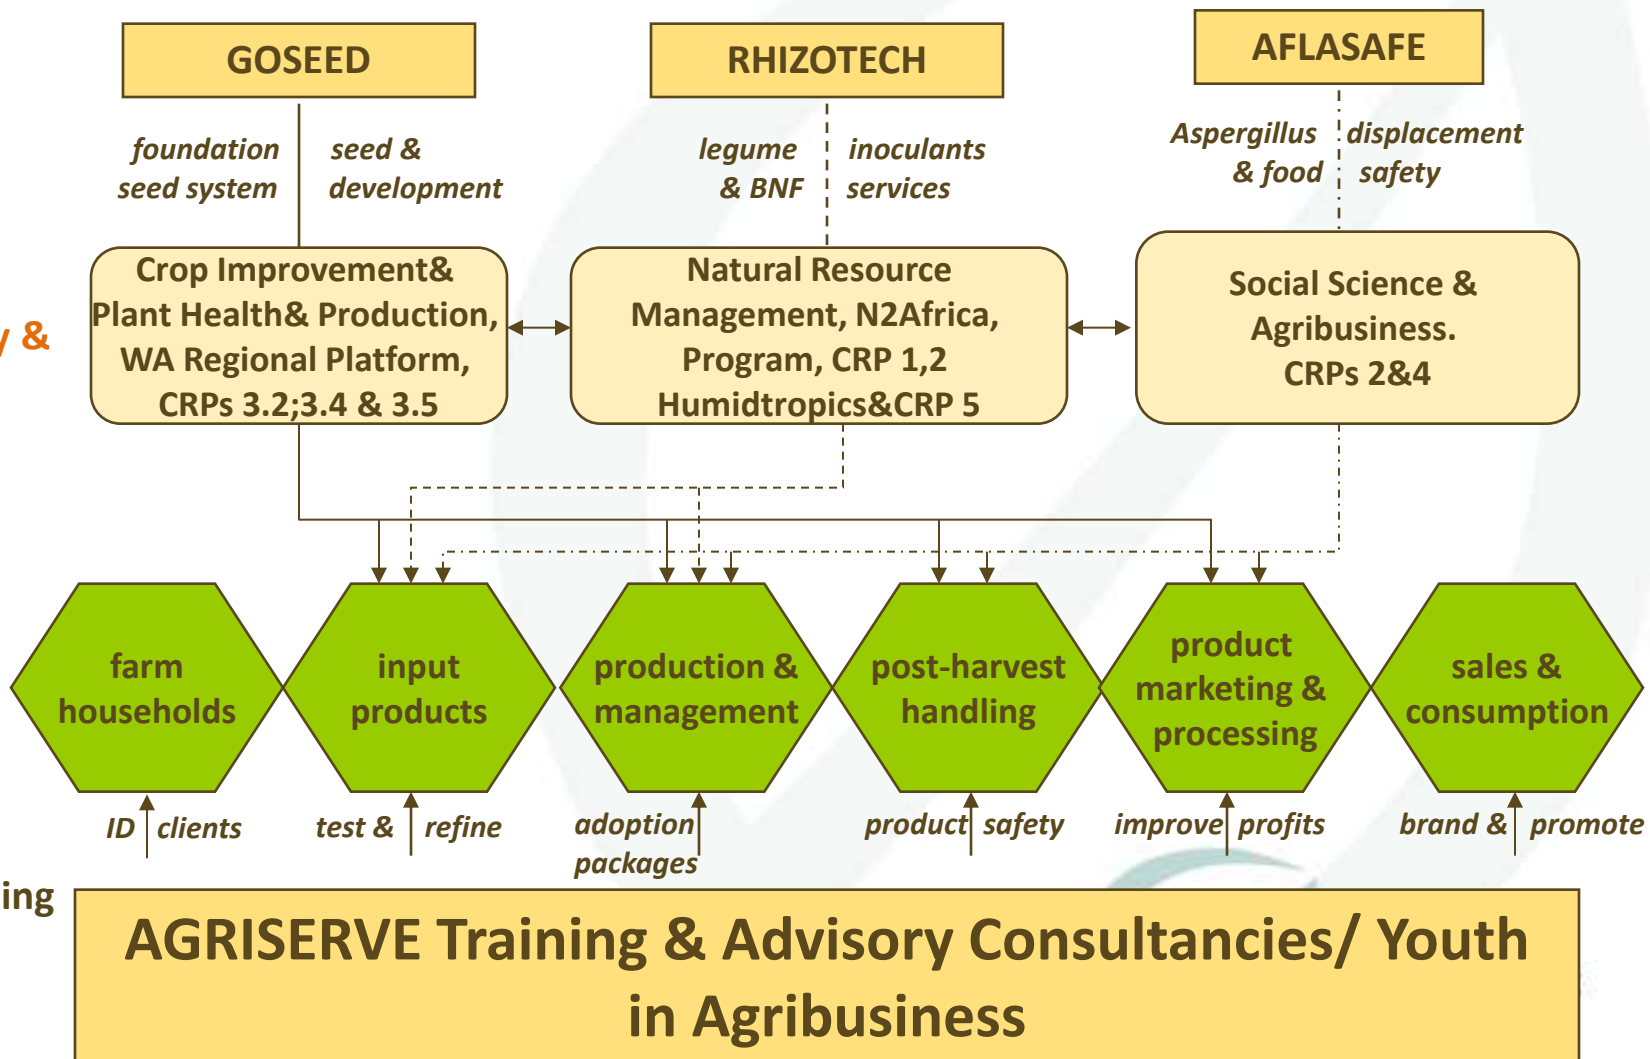 GOSEED
RHIZOTECH
AFLASAFE
foundation seed &
seed system development
legume inoculants
& BNF services
Aspergillus displacement
& food safety
Crop Improvement&
Plant Health& Production,
WA Regional Platform,
CRPs 3.2;3.4 & 3.5
Natural Resource
Management, N2Africa,
Program, CRP 1,2
Humidtropics&CRP 5
Social Science &
Agribusiness.
CRPs 2&4
y &
farm
households
input
products
production &
management
post-harvest
handling
product
marketing &
processing
sales &
consumption
ID clients
test & refine
adoption
packages
product safety
improve profits
brand & promote
ing
AGRISERVE Training & Advisory Consultancies/ Youth
in Agribusiness